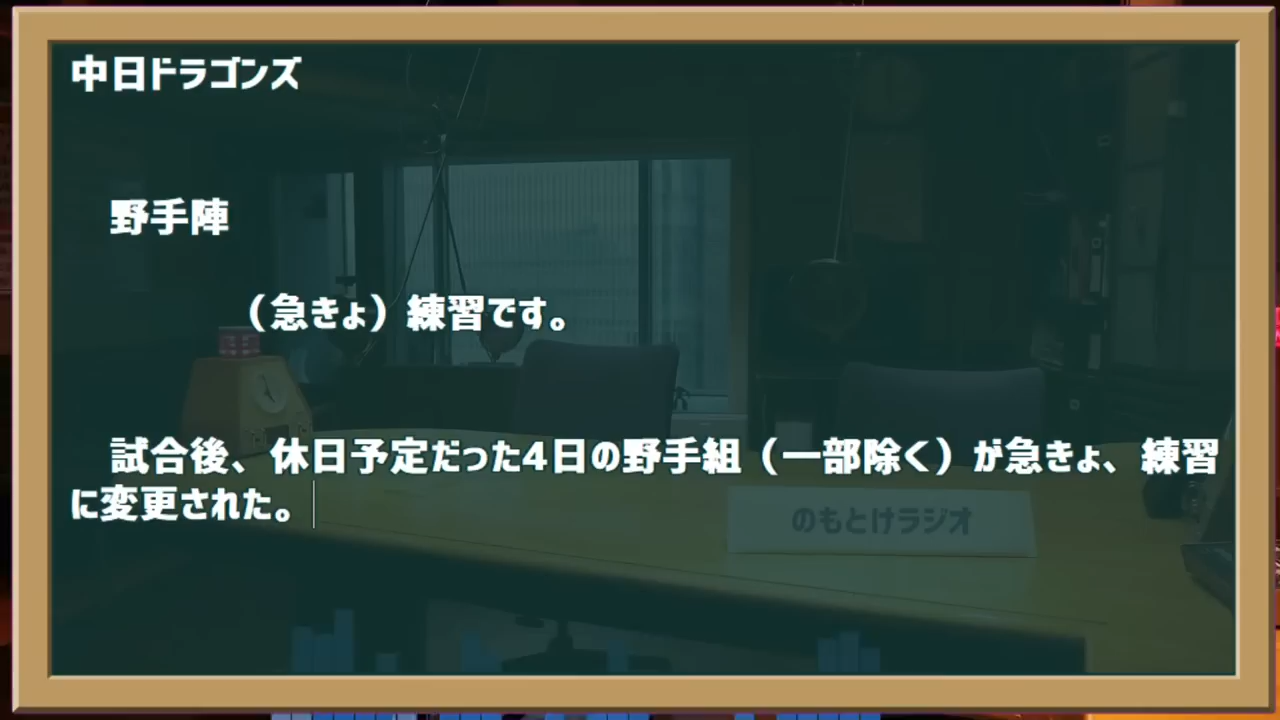 中日ドラゴンズ
野手陣
（急きょ）練習です。
試合後、休日予定だった4日の野手組（一部除く）が急きょ、練習
に変更された。
のもとけラジオ